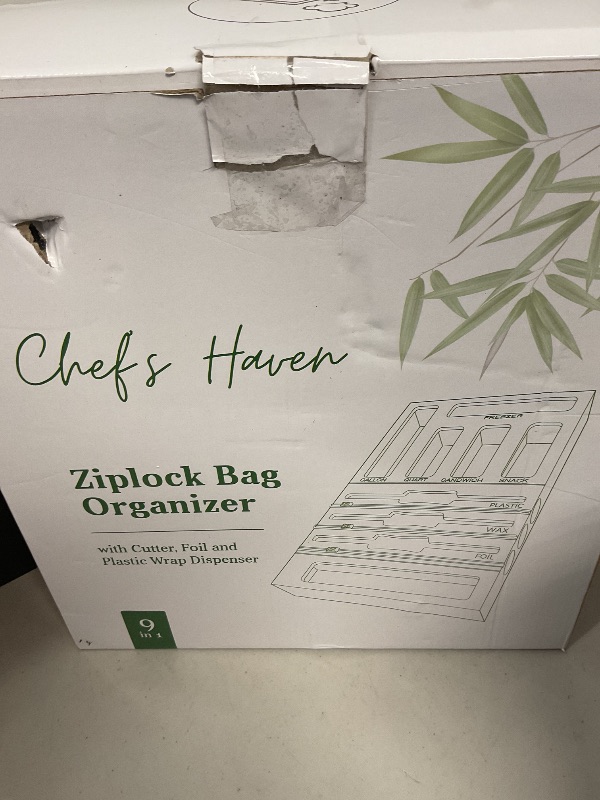 Chef's Haven
Ziplock Bag
Organizer
with Cutter, Foil and
Plastic Wrap Dispenser
9
in 1
FREEZER
GALLON QUART SANDWICH SNACK
PLASTIC
WAX
FOIL